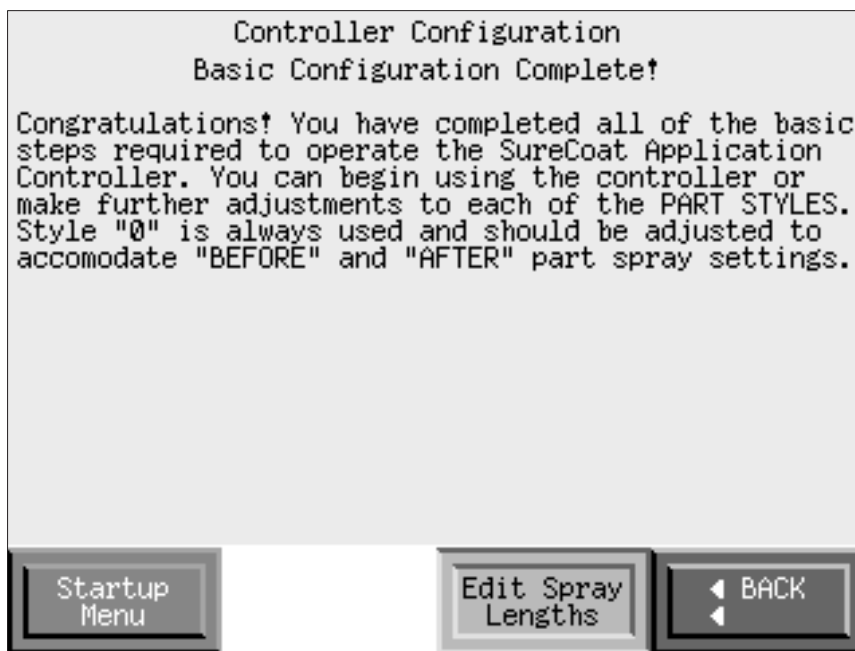 Controller Configuration
Basic Configuration Complete!
Congratulations! You have completed all of the basic
steps required to operate the SureCoat Application
Controller. You can begin using the controller or
make further adjustments to each of the PART STYLES.
Style "0" is always used and should be adjusted to
accomodate "BEFORE" and "AFTER" part spray settings.
Startup
Menu
Edit Spray
Lengths
◀ BACK
◀